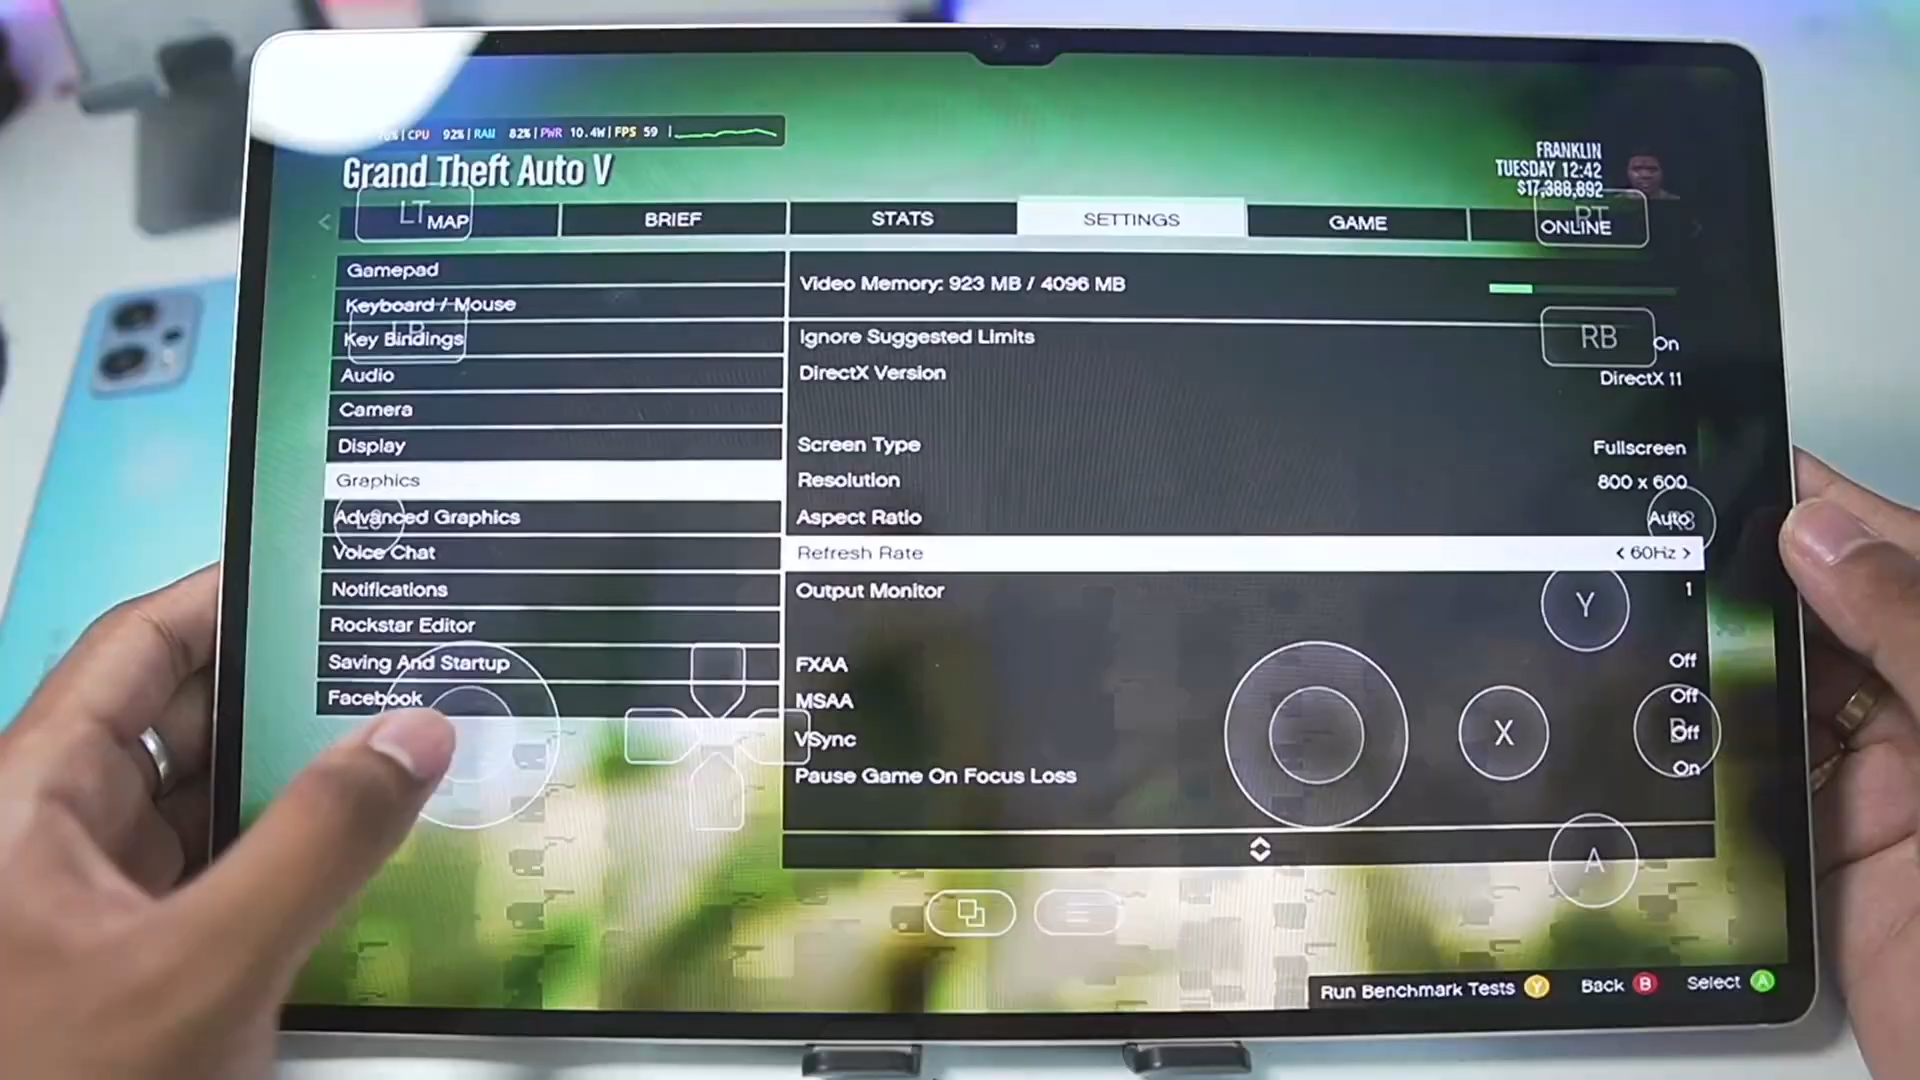 CPU 92% | RAM 82% | PWR 10.4W | FPS 59
Grand Theft Auto V
FRANKLIN
TUESDAY 12:42
$17,388,892
LT
RT
MAP
BRIEF
STATS
SETTINGS
GAME
ONLINE
Gamepad
Keyboard / Mouse
Key Bindings
Audio
Camera
Display
Graphics
Advanced Graphics
Voice Chat
Notifications
Rockstar Editor
Saving And Startup
Facebook
Video Memory: 923 MB / 4096 MB
Ignore Suggested Limits On
RB
DirectX Version DirectX 11
Screen Type Fullscreen
Resolution 800 x 600
Aspect Ratio Auto
Refresh Rate < 60Hz >
Output Monitor 1
Y
FXAA Off
MSAA Off
VSync Off
X
B
Pause Game On Focus Loss On
A
Run Benchmark Tests Y Back B Select A